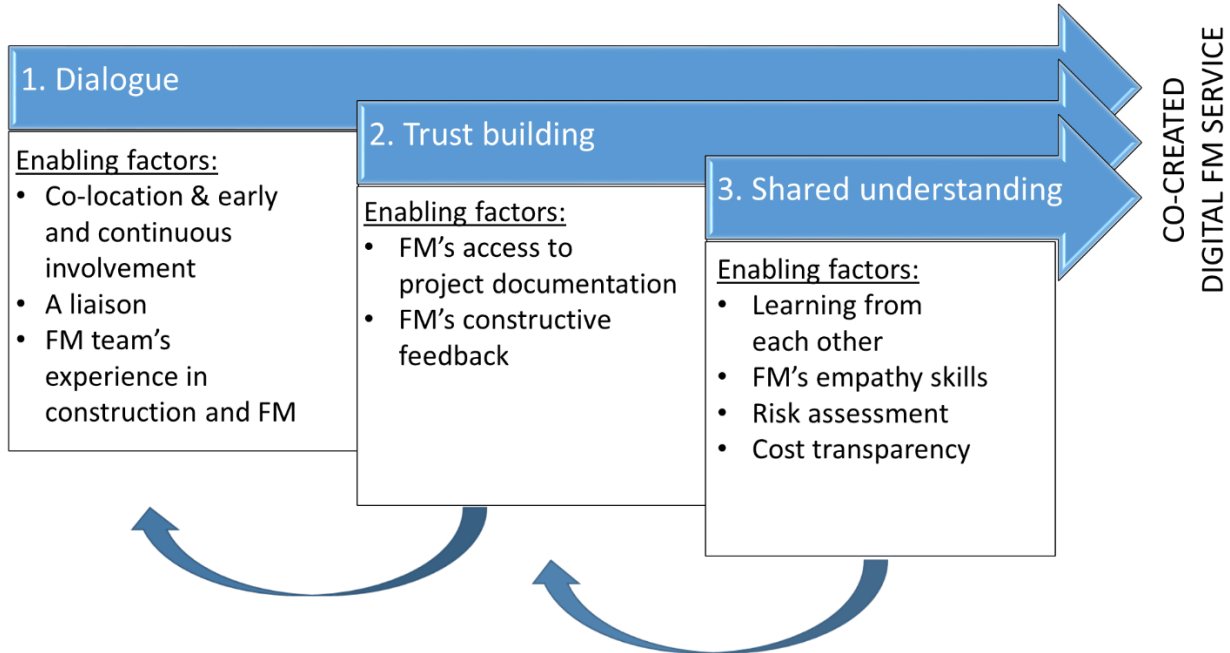 1. Dialogue
Enabling factors:
• Co-location & early
and continuous
involvement
• A liaison
• FM team’s
experience in
construction and FM
2. Trust building
Enabling factors:
• FM’s access to
project documentation
• FM’s constructive
feedback
3. Shared understanding
Enabling factors:
• Learning from
each other
• FM’s empathy skills
• Risk assessment
• Cost transparency
CO-CREATED
DIGITAL FM SERVICE